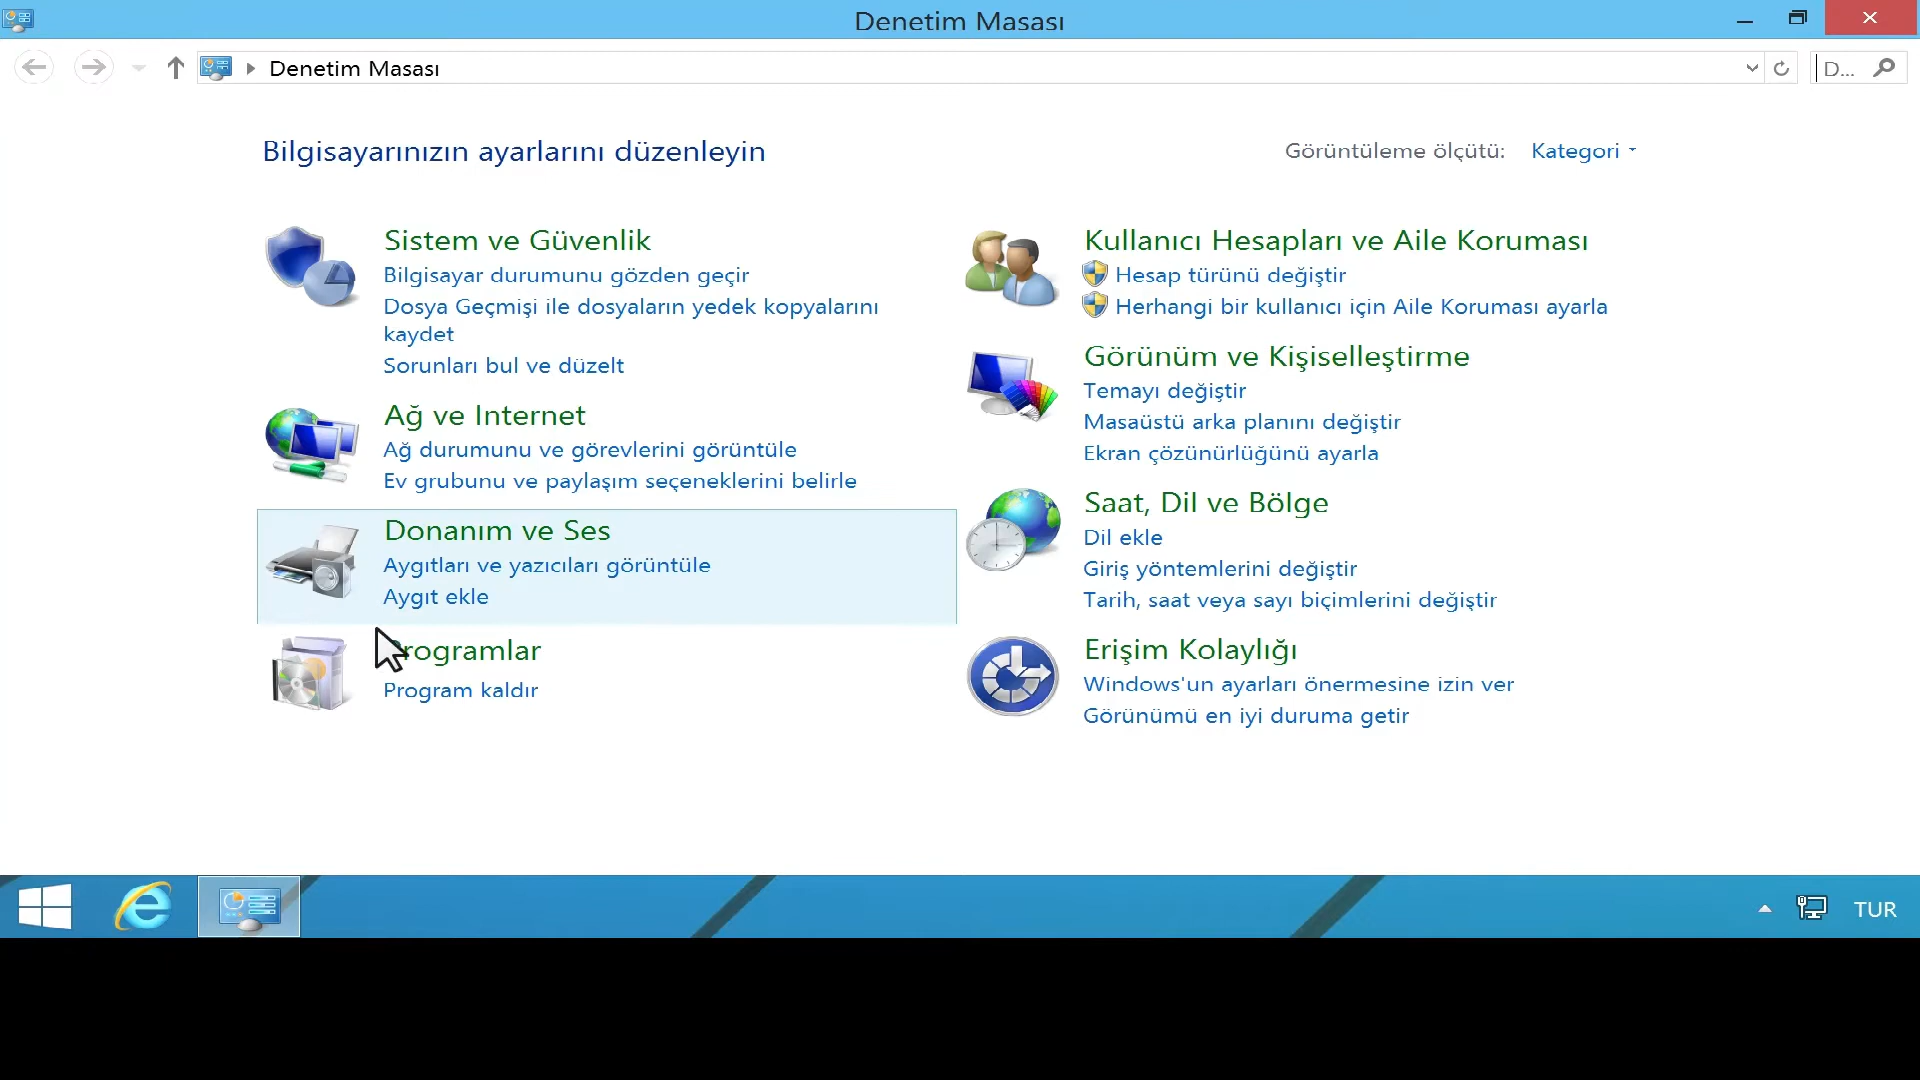 Denetim Masası
Denetim Masası
D...
Bilgisayarınızın ayarlarını düzenleyin
Görüntüleme ölçütü: Kategori
Sistem ve Güvenlik
Bilgisayar durumunu gözden geçir
Dosya Geçmişi ile dosyaların yedek kopyalarını
kaydet
Sorunları bul ve düzelt
Ağ ve Internet
Ağ durumunu ve görevlerini görüntüle
Ev grubunu ve paylaşım seçeneklerini belirle
Donanım ve Ses
Aygıtları ve yazıcıları görüntüle
Aygıt ekle
Programlar
Program kaldır
Kullanıcı Hesapları ve Aile Koruması
Hesap türünü değiştir
Herhangi bir kullanıcı için Aile Koruması ayarla
Görünüm ve Kişiselleştirme
Temayı değiştir
Masaüstü arka planını değiştir
Ekran çözünürlüğünü ayarla
Saat, Dil ve Bölge
Dil ekle
Giriş yöntemlerini değiştir
Tarih, saat veya sayı biçimlerini değiştir
Erişim Kolaylığı
Windows'un ayarları önermesine izin ver
Görünümü en iyi duruma getir
TUR